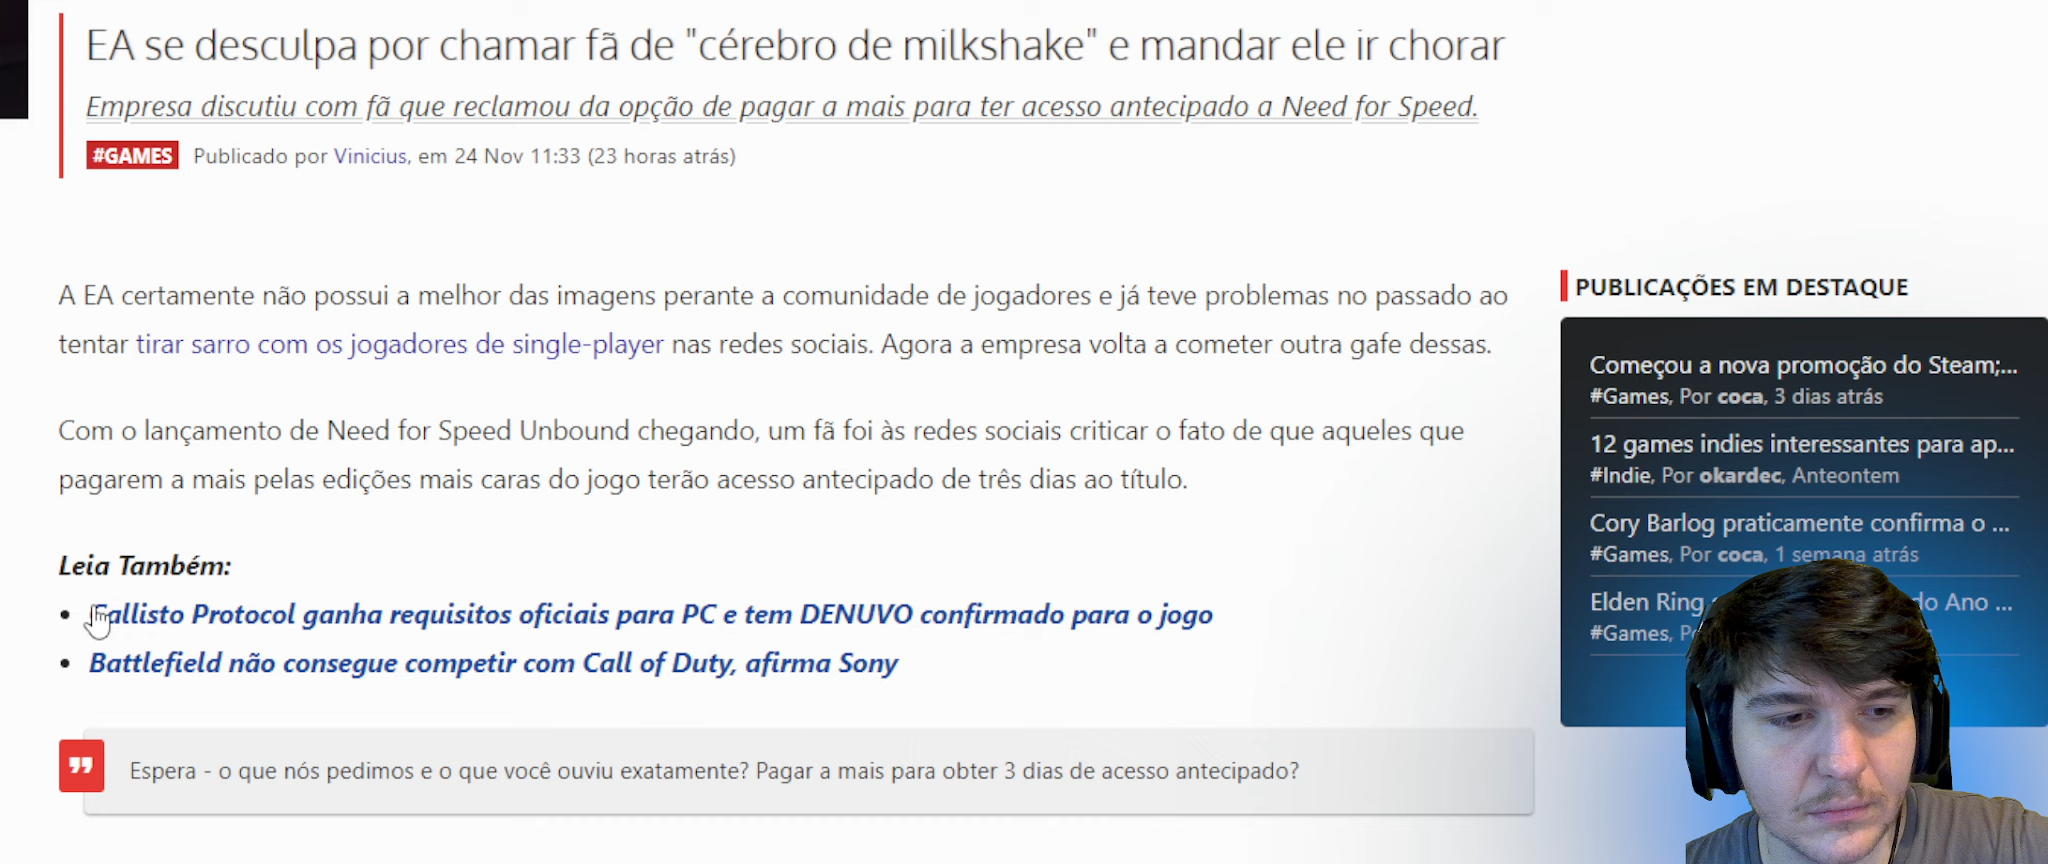 EA se desculpa por chamar fã de "cérebro de milkshake" e mandar ele ir chorar
Empresa discutiu com fã que reclamou da opção de pagar a mais para ter acesso antecipado a Need for Speed.
#GAMES Publicado por Vinicius, em 24 Nov 11:33 (23 horas atrás)
A EA certamente não possui a melhor das imagens perante a comunidade de jogadores e já teve problemas no passado ao
tentar tirar sarro com os jogadores de single-player nas redes sociais. Agora a empresa volta a cometer outra gafe dessas.
Com o lançamento de Need for Speed Unbound chegando, um fã foi às redes sociais criticar o fato de que aqueles que
pagarem a mais pelas edições mais caras do jogo terão acesso antecipado de três dias ao título.
Leia Também:
• Callisto Protocol ganha requisitos oficiais para PC e tem DENUVO confirmado para o jogo
• Battlefield não consegue competir com Call of Duty, afirma Sony
Espera - o que nós pedimos e o que você ouviu exatamente? Pagar a mais para obter 3 dias de acesso antecipado?
PUBLICAÇÕES EM DESTAQUE
Começou a nova promoção do Steam;...
#Games, Por coca, 3 dias atrás
12 games indies interessantes para ap...
#Indie, Por okardec, Anteontem
Cory Barlog praticamente confirma o ...
#Games, Por coca, 1 semana atrás
Elden Ring do Ano ...
#Games,